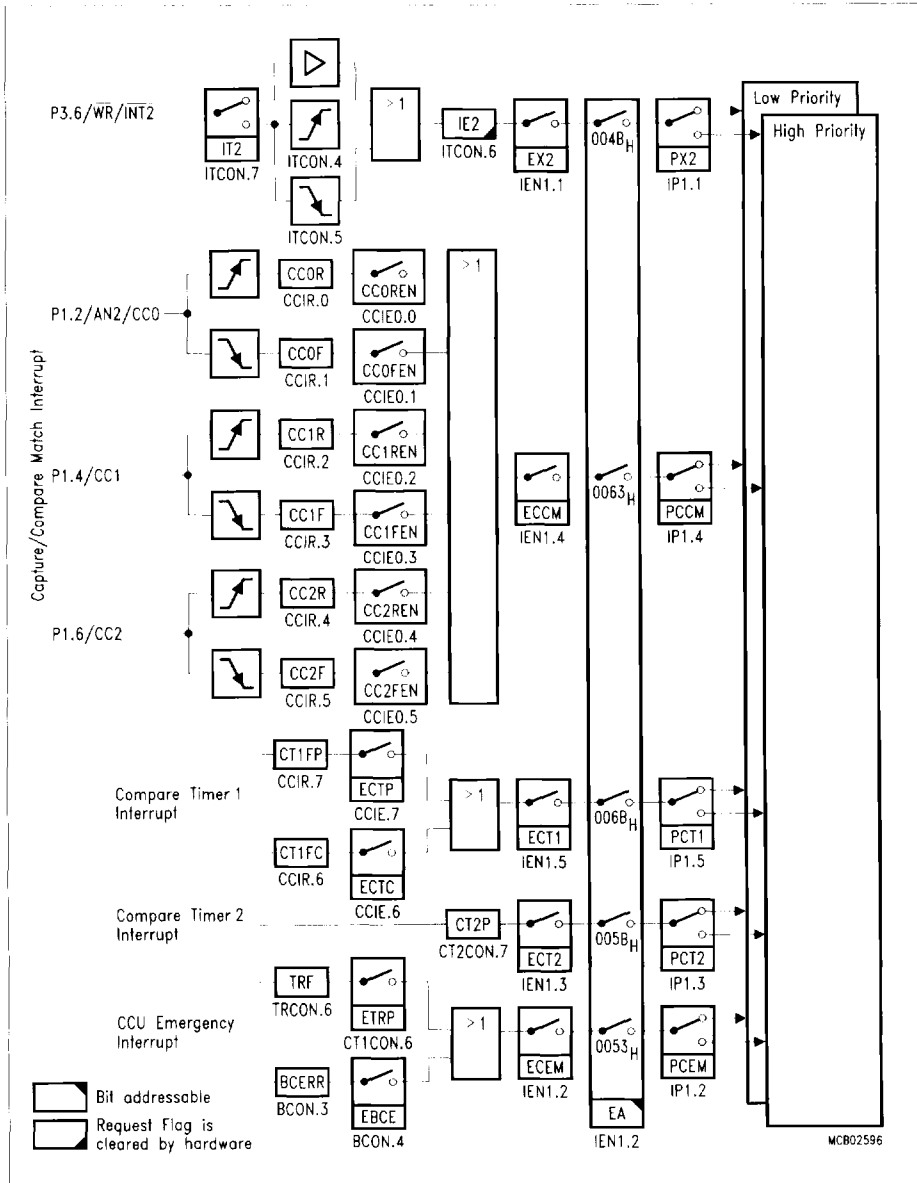 P3.6/WR/INT2
IT2
ITCON.7
ITCON.4
ITCON.5
>1
IE2
ITCON.6
EX2
IEN1.1
004BH
PX2
IP1.1
Low Priority
High Priority
Capture/Compare Match Interrupt
P1.2/AN2/CC0
CC0R
CCIR.0
CC0REN
CCIE0.0
CC0F
CCIR.1
CC0FEN
CCIE0.1
>1
P1.4/CC1
CC1R
CCIR.2
CC1REN
CCIE0.2
CC1F
CCIR.3
CC1FEN
CCIE0.3
ECCM
IEN1.4
0063H
PCCM
IP1.4
P1.6/CC2
CC2R
CCIR.4
CC2REN
CCIE0.4
CC2F
CCIR.5
CC2FEN
CCIE0.5
Compare Timer 1
Interrupt
CT1FP
CCIR.7
ECTP
CCIE.7
CT1FC
CCIR.6
ECTC
CCIE.6
>1
ECT1
IEN1.5
006BH
PCT1
IP1.5
Compare Timer 2
Interrupt
CT2P
CT2CON.7
ECT2
IEN1.3
005BH
PCT2
IP1.3
CCU Emergency
Interrupt
TRF
TRCON.6
ETRP
CT1CON.6
BCERR
BCON.3
EBCE
BCON.4
>1
ECEM
IEN1.2
0053H
PCEM
IP1.2
EA
IEN1.2
Bit addressable
Request Flag is
cleared by hardware
MCB02596